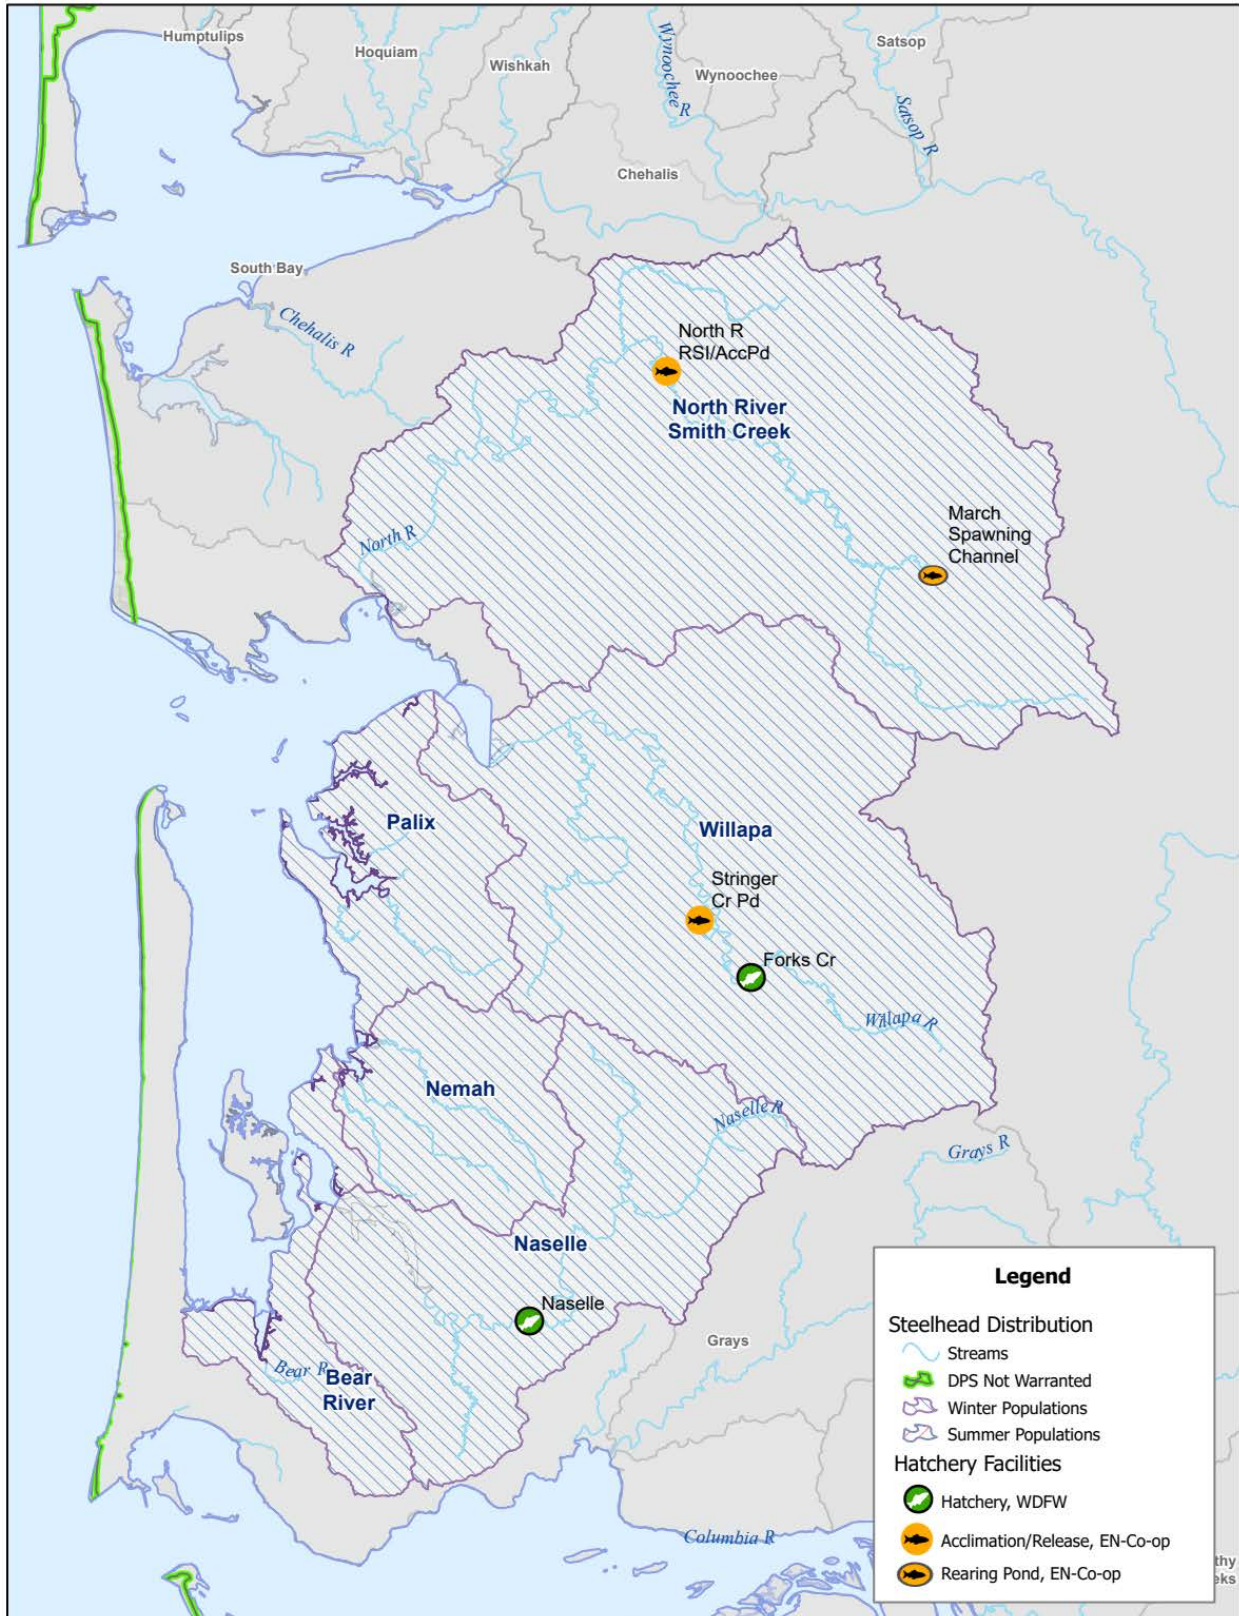 Humptulips
Hoquiam
Wishkah
Wynoochee R
Wynoochee
Satsop
Satsop R
Chehalis
South Bay
Chehalis R
North R
RSI/AccPd
North River
Smith Creek
March
Spawning
Channel
North R
Palix
Willapa
Stringer
Cr Pd
Forks Cr
Willapa R
Nemah
Naselle R
Grays R
Naselle
Naselle
Grays
Bear R
Bear
River
Columbia R
Legend
Steelhead Distribution
Streams
DPS Not Warranted
Winter Populations
Summer Populations
Hatchery Facilities
Hatchery, WDFW
Acclimation/Release, EN-Co-op
Rearing Pond, EN-Co-op
thy
eks